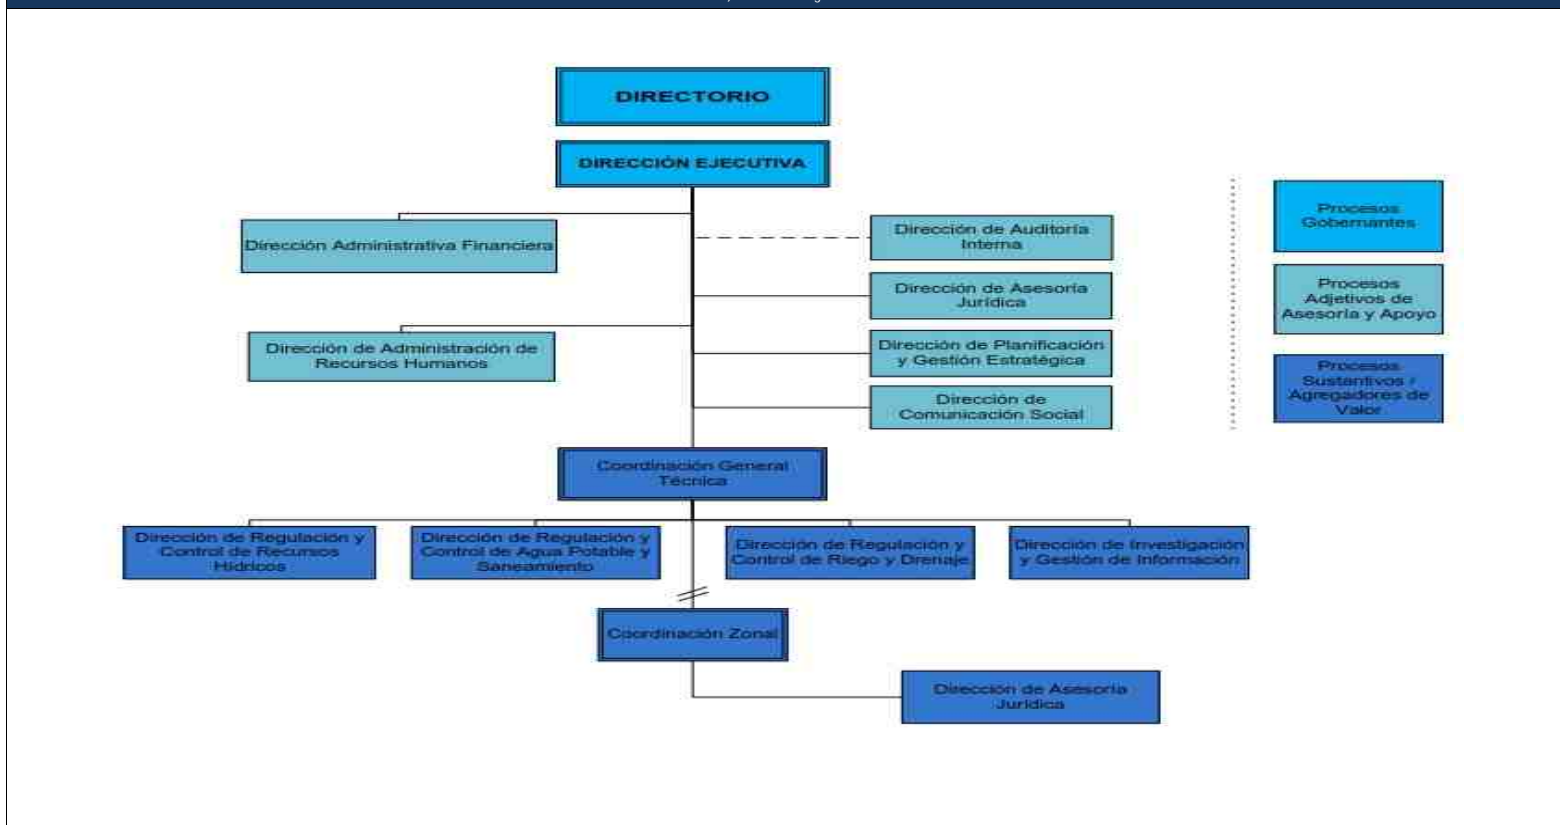 DIRECTORIO
DIRECCIÓN EJECUTIVA
Dirección Administrativa Financiera
Dirección de Administración de
Recursos Humanos
Dirección de Auditoría
Interna
Dirección de Asesoría
Jurídica
Dirección de Planificación
y Gestión Estratégica
Dirección de
Comunicación Social
Procesos
Gobernantes
Procesos
Adjetivos de
Asesoría y Apoyo
Procesos
Sustantivos /
Agregadores de
Valor
Coordinación General
Técnica
Dirección de Regulación y
Control de Recursos
Hídricos
Dirección de Regulación y
Control de Agua Potable y
Saneamiento
Dirección de Regulación y
Control de Riego y Drenaje
Dirección de Investigación
y Gestión de Información
Coordinación Zonal
Dirección de Asesoría
Jurídica